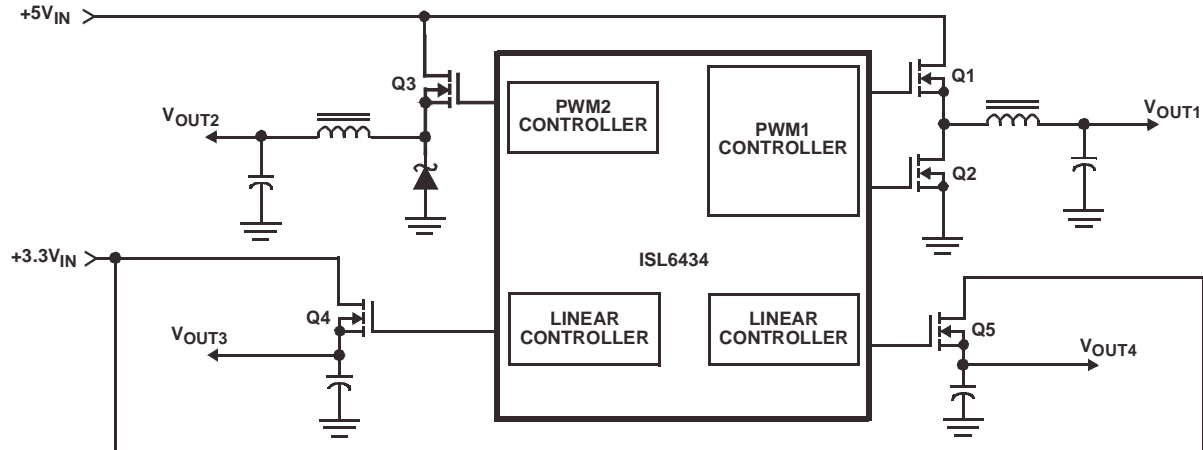 +5VIN
Q3
PWM2
CONTROLLER
PWM1
CONTROLLER
Q1
VOUT1
VOUT2
Q2
+3.3VIN
ISL6434
Q4
LINEAR
CONTROLLER
LINEAR
CONTROLLER
Q5
VOUT3
VOUT4